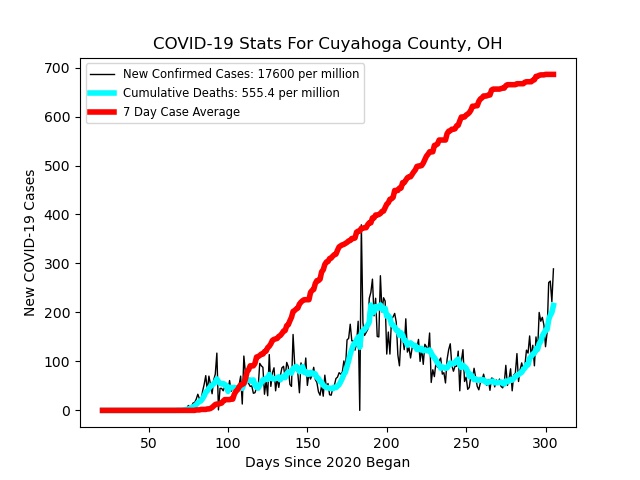 COVID-19 Stats For Cuyahoga County, OH
700
600
500
400
300
200
100
0
New COVID-19 Cases
New Confirmed Cases: 17600 per million
Cumulative Deaths: 555.4 per million
7 Day Case Average
50 100 150 200 250 300
Days Since 2020 Began